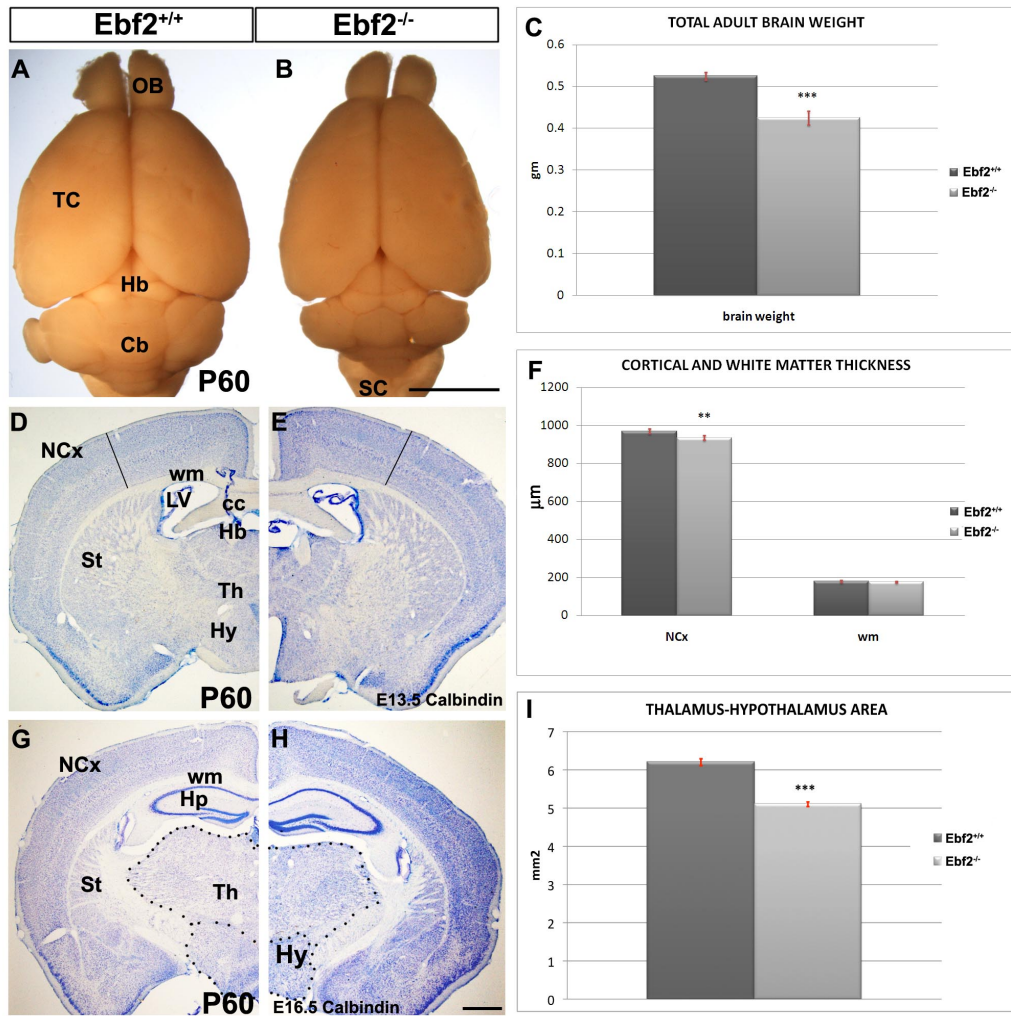 Ebf2+/+ Ebf2-/-
A
OB
TC
Hb
Cb
P60
B
SC
C
TOTAL ADULT BRAIN WEIGHT
0.6
0.5
0.4
0.3
0.2
0.1
0
gm
***
brain weight
Ebf2+/+
Ebf2-/-
D
NCx
wm
LV
cc
Hb
St
Th
Hy
P60
E
E13.5 Calbindin
F
CORTICAL AND WHITE MATTER THICKNESS
1200
1000
800
600
400
200
0
μm
**
NCx
wm
Ebf2+/+
Ebf2-/-
G
NCx
wm
Hp
St
Th
P60
H
Hy
E16.5 Calbindin
I
THALAMUS-HYPOTHALAMUS AREA
7
6
5
4
3
2
1
0
mm2
***
Ebf2+/+
Ebf2-/-